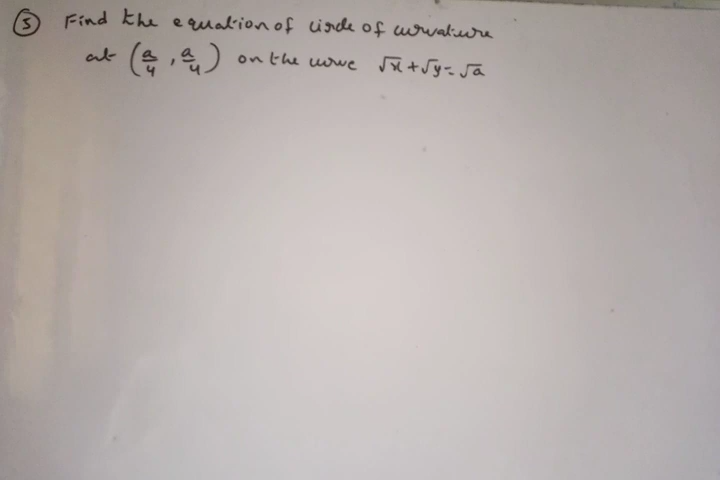 (5) Find the equation of circle of curvature
at (a/4, a/4) on the curve √x + √y = √a